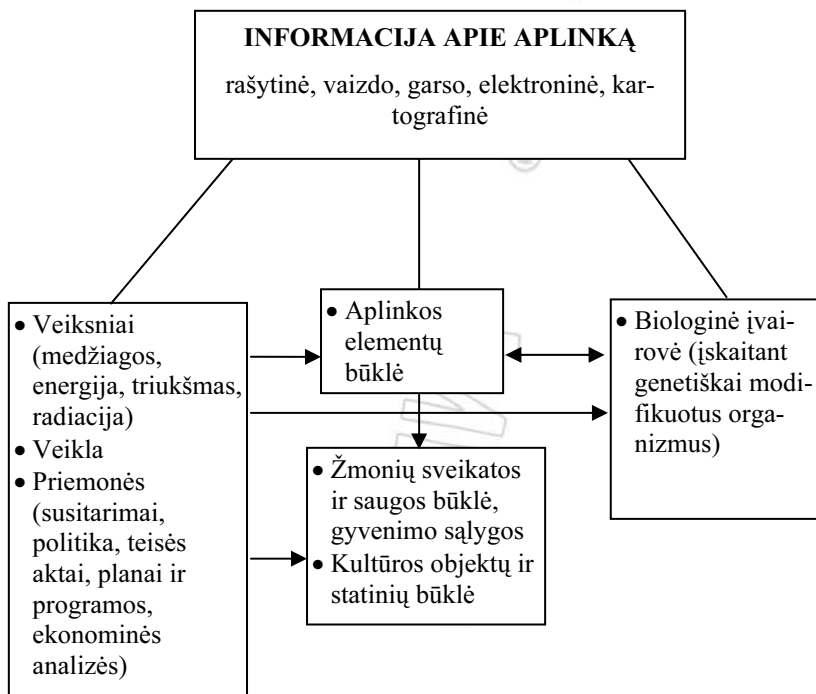 INFORMACIJA APIE APLINKĄ
rašytinė, vaizdo, garso, elektroninė, kar-
tografinė
• Veiksniai
(medžiagos,
energija, triukšmas,
radiacija)
• Veikla
• Priemonės
(susitarimai,
politika, teisės
aktai, planai ir
programos,
ekonominės
analizės)
• Aplinkos
elementų
būklė
• Žmonių sveikatos
ir saugos būklė,
gyvenimo sąlygos
• Kultūros objektų ir
statinių būklė
• Biologinė įvai-
rovė (įskaitant
genetiškai modi-
fikuotus orga-
nizmus)